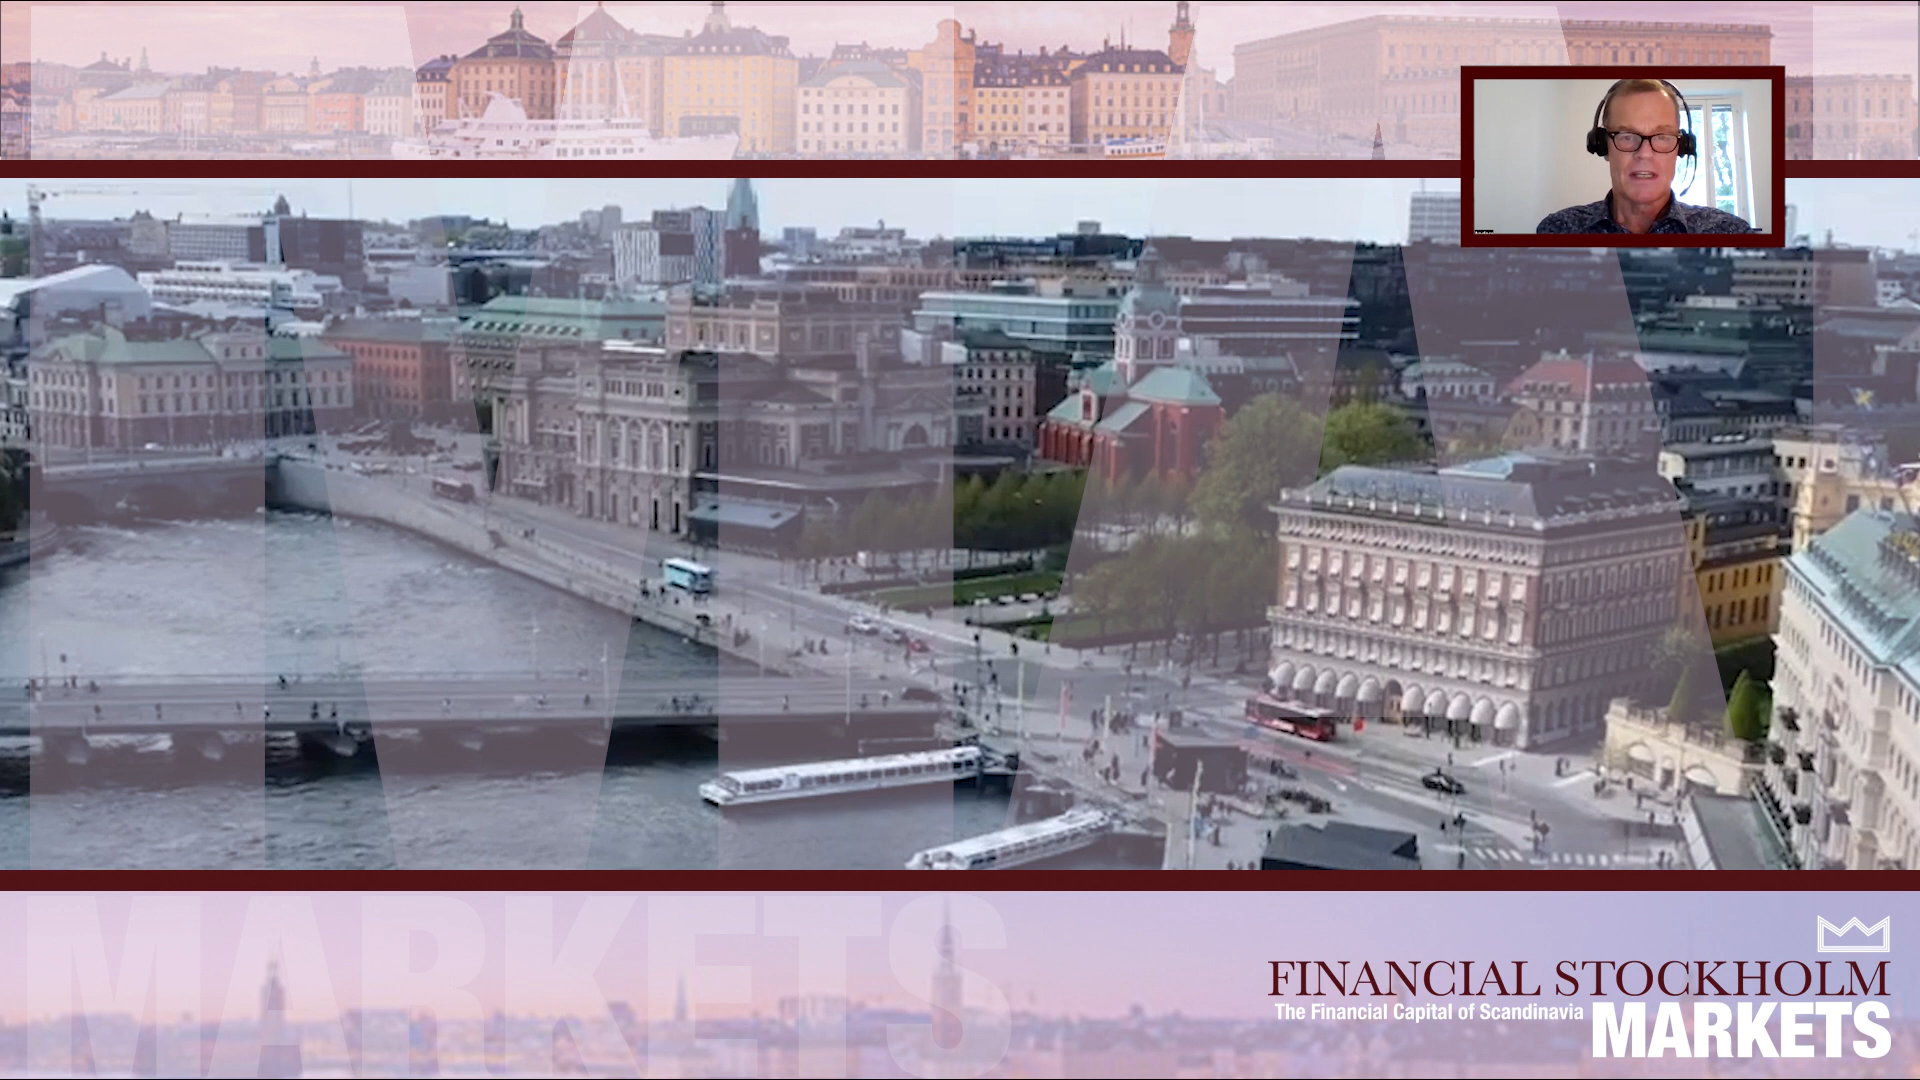 MARKETS
FINANCIAL STOCKHOLM
The Financial Capital of Scandinavia
MARKETS